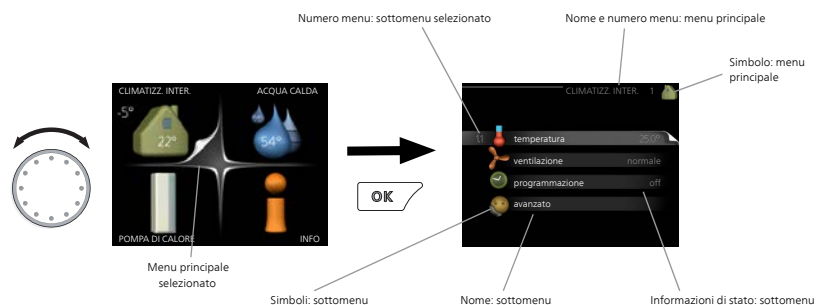 Numero menu: sottomenu selezionato
Nome e numero menu: menu principale
Simbolo: menu
principale
CLIMATIZZ. INTER.
ACQUA CALDA
-5°
22°
54°
POMPA DI CALORE
INFO
Menu principale
selezionato
OK
CLIMATIZZ. INTER. 1
1.1 temperatura 25.0°
ventilazione normale
programmazione off
avanzato
Simboli: sottomenu
Nome: sottomenu
Informazioni di stato: sottomenu